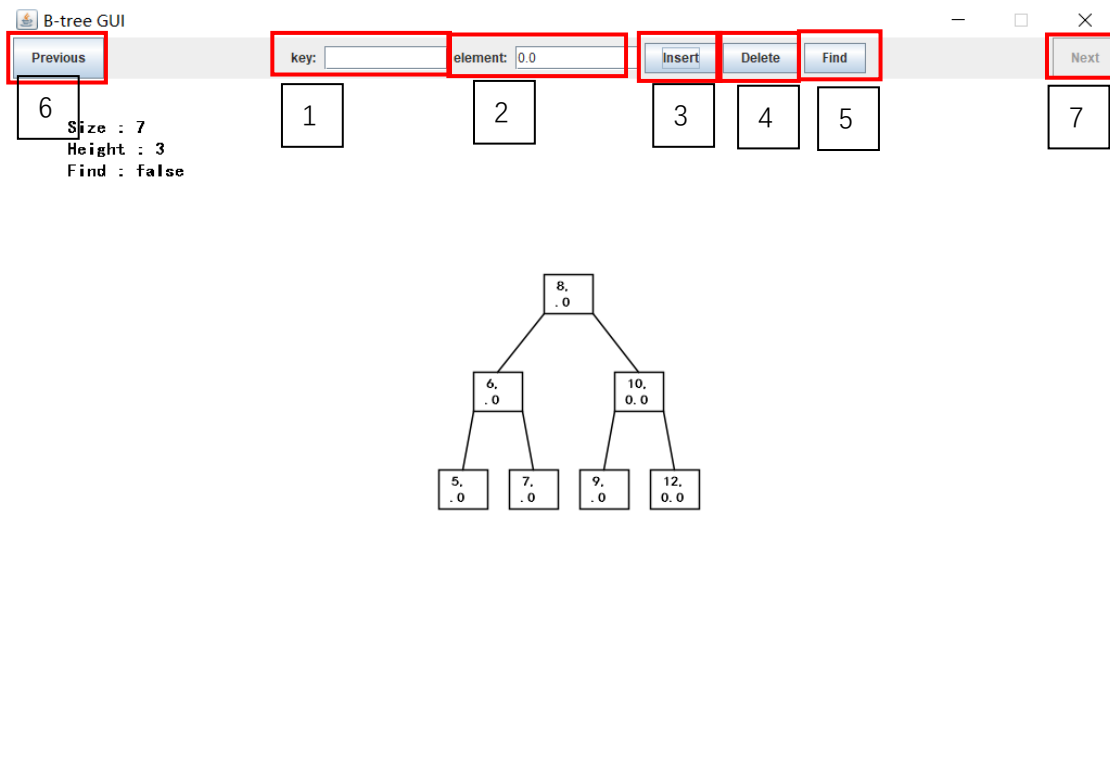 B-tree GUI
Previous key: element: 0.0 Insert Delete Find Next
6 1 2 3 4 5 7
Size : 7
Height : 3
Find : false
8,
.0
6, 10,
.0 0.0
5, 7, 9, 12,
.0 .0 .0 0.0